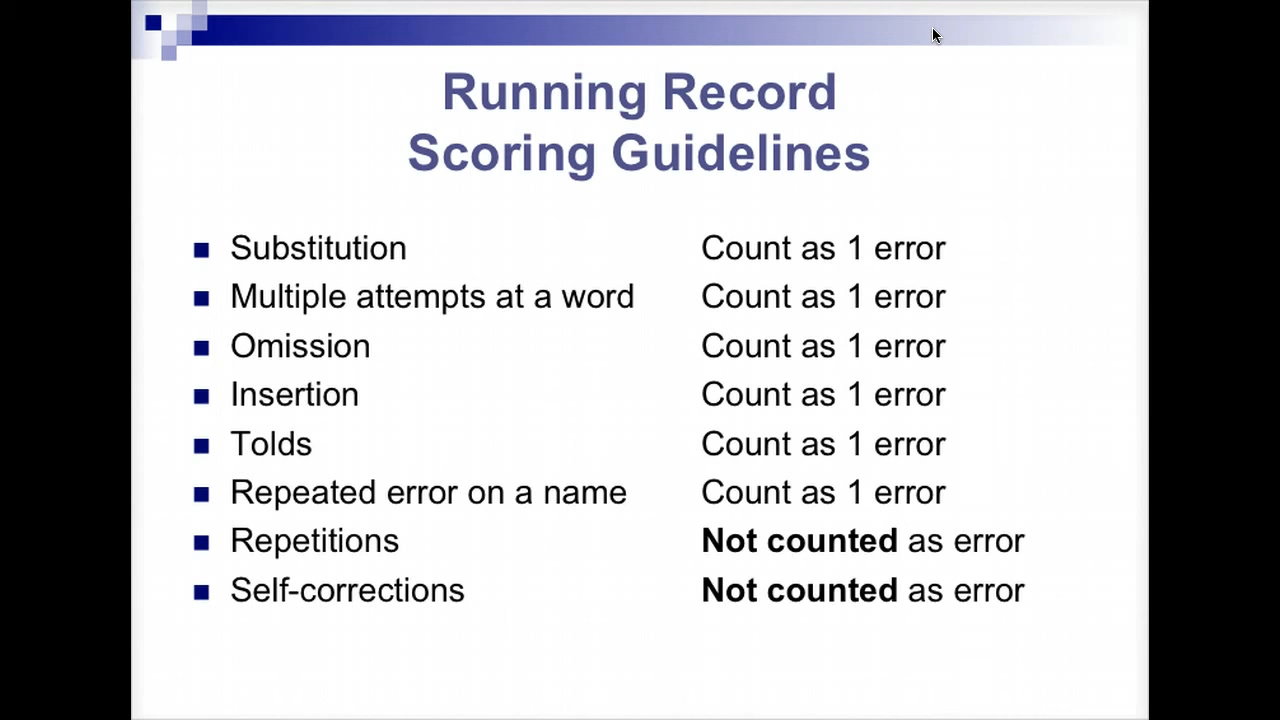 Running Record
Scoring Guidelines
Substitution Count as 1 error
Multiple attempts at a word Count as 1 error
Omission Count as 1 error
Insertion Count as 1 error
Tolds Count as 1 error
Repeated error on a name Count as 1 error
Repetitions Not counted as error
Self-corrections Not counted as error